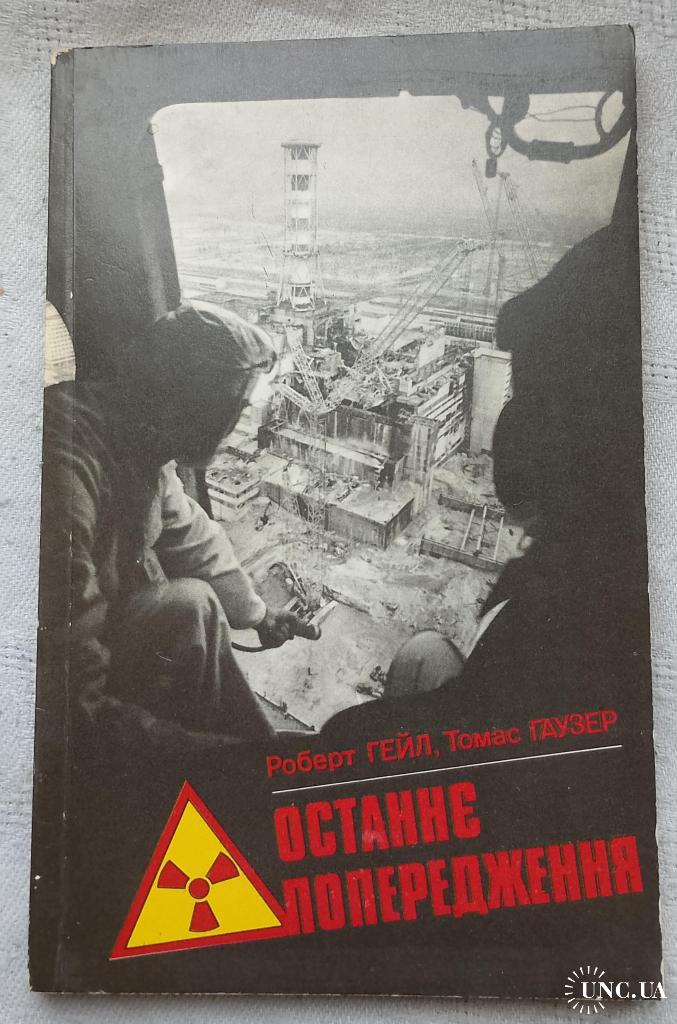 Роберт ГЕЙЛ, Томас ГАУЗЕР
ОСТАННЄ
ПОПЕРЕДЖЕННЯ
UNC.UA